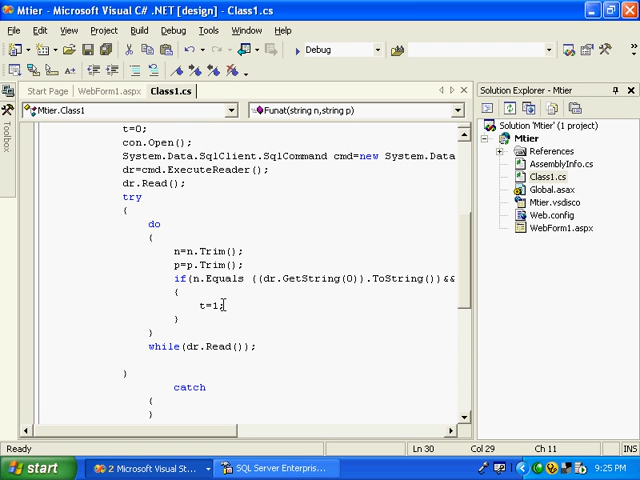 Mtier - Microsoft Visual C# .NET [design] - Class1.cs
File Edit View Project Build Debug Tools Window Help
Debug
Start Page WebForm1.aspx Class1.cs
Mtier.Class1
Funat(string n,string p)
t=0;
con.Open();
System.Data.SqlClient.SqlCommand cmd=new System.Data
dr=cmd.ExecuteReader();
dr.Read();
try
{
do
{
n=n.Trim();
p=p.Trim();
if(n.Equals ((dr.GetString(0)).ToString())&&
{
t=1;
}
}
while(dr.Read());
}
catch
{
}
Toolbox
Solution Explorer - Mtier
Solution 'Mtier' (1 project)
Mtier
References
AssemblyInfo.cs
Class1.cs
Global.asax
Mtier.vsdisco
Web.config
WebForm1.aspx
Ready
Ln 30 Col 29 Ch 11 INS
start
2 Microsoft Visual St...
SQL Server Enterpris...
9:25 PM